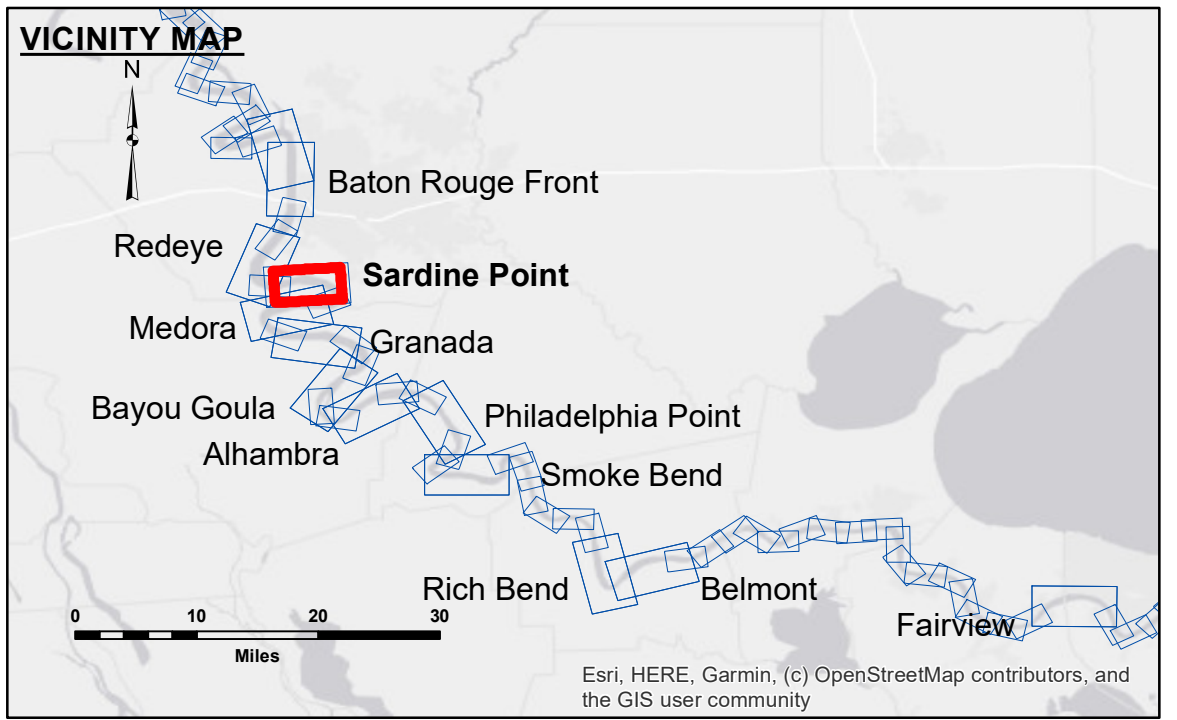 VICINITY MAP
N
Baton Rouge Front
Redeye
Sardine Point
Medora
Granada
Bayou Goula
Philadelphia Point
Alhambra
Smoke Bend
Rich Bend
Belmont
0 10 20 30
Fairview
Miles
Esri, HERE, Garmin, (c) OpenStreetMap contributors, and
the GIS user community